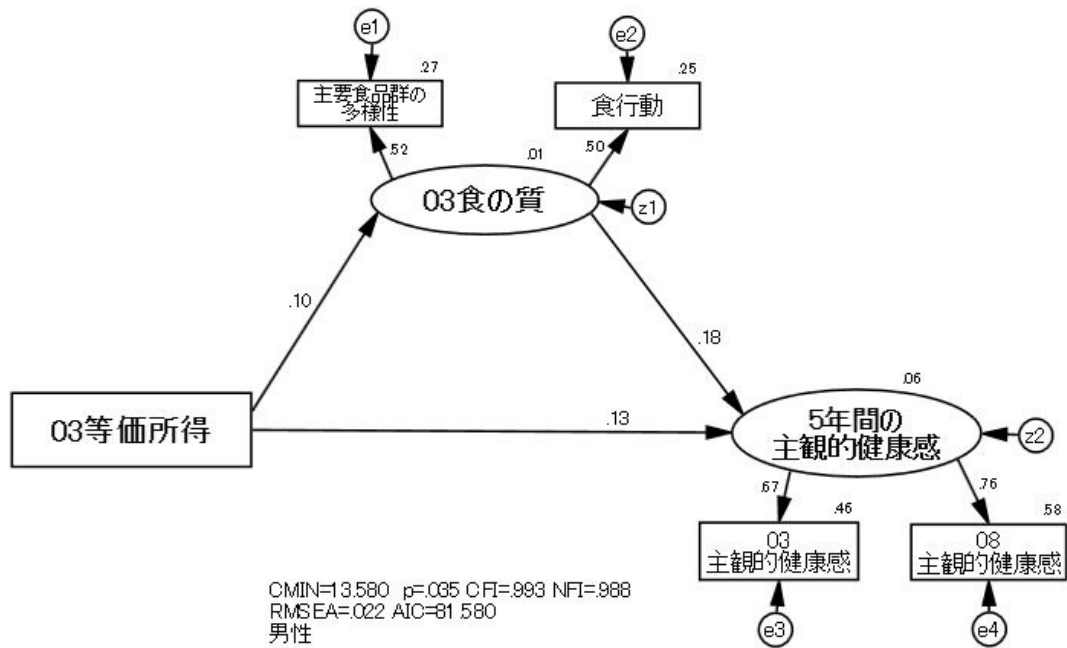 e1
e2
.27
.25
主要食品群の
多様性
食行動
.52
.50
.01
03食の質
z1
.10
.18
.06
03等価所得
.13
5年間の
主観的健康感
z2
.67
.76
.46
.58
03
主観的健康感
08
主観的健康感
CMIN=13.580 p=.035 CFI=.993 NFI=.988
RMSEA=.022 AIC=81.580
男性
e3
e4